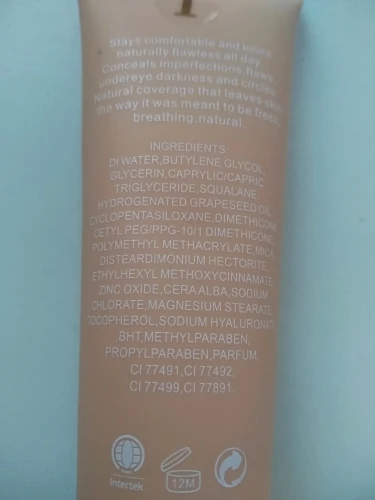 Stays comfortable and looks
naturally flawless all day.
Conceals imperfections, flaws,
undereye darkness and circles
Natural coverage that leaves skin
the way it was meant to be fresh
breathing,natural.
INGREDIENTS:
DI WATER,BUTYLENE GLYCOL,
GLYCERIN,CAPRYLIC/CAPRIC
TRIGLYCERIDE,SQUALANE,
HYDROGENATED GRAPESEED OIL,
CYCLOPENTASILOXANE,DIMETHICONE,
CETYL PEG/PPG-10/1 DIMETHICONE,
POLYMETHYL METHACRYLATE,MICA,
DISTEARDIMONIUM HECTORITE,
ETHYLHEXYL METHOXYCINNAMATE,
ZINC OXIDE,CERA ALBA,SODIUM
CHLORATE,MAGNESIUM STEARATE,
TOCOPHEROL,SODIUM HYALURONATE
,BHT,METHYLPARABEN,
PROPYLPARABEN,PARFUM.
CI 77491,CI 77492,
CI 77499,CI 77891.
Intertek
12M